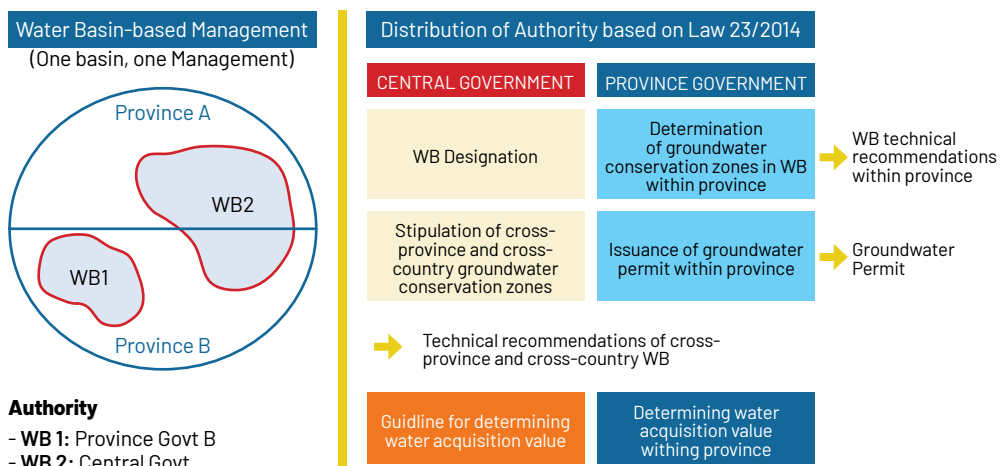 Water Basin-based Management
(One basin, one Management)
Province A
WB2
WB1
Province B
Authority
- WB 1: Province Govt B
- WB 2: Central Govt
Distribution of Authority based on Law 23/2014
CENTRAL GOVERNMENT
PROVINCE GOVERNMENT
WB Designation
Determination
of groundwater
conservation zones in WB
within province
WB technical
recommendations
within province
Stipulation of cross-
province and cross-
country groundwater
conservation zones
Issuance of groundwater
permit within province
Groundwater
Permit
Technical recommendations of cross-
province and cross-country WB
Guidline for determining
water acquisition value
Determining water
acquisition value
withing province